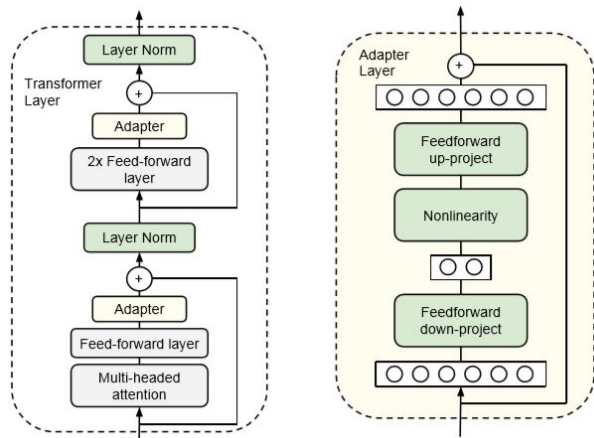 Layer Norm
Transformer
Layer
+
Adapter
2x Feed-forward
layer
Layer Norm
+
Adapter
Feed-forward layer
Multi-headed
attention
Adapter
Layer
+
Feedforward
up-project
Nonlinearity
Feedforward
down-project